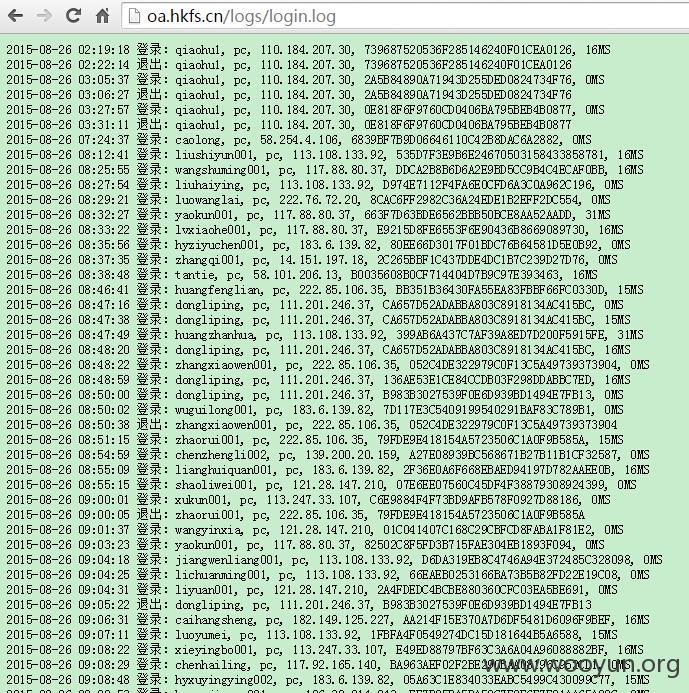 oa.hkfs.cn/logs/login.log
2015-08-26 02:19:18 登录: qiaohul, pc, 110.184.207.30, 739687520536F285146240F01CEA0126, 16MS
2015-08-26 02:22:14 退出: qiaohul, pc, 110.184.207.30, 739687520536F285146240F01CEA0126
2015-08-26 03:05:37 登录: qiaohul, pc, 110.184.207.30, 2A5B84890A71943D255DED0824734F76, 0MS
2015-08-26 03:06:27 退出: qiaohul, pc, 110.184.207.30, 2A5B84890A71943D255DED0824734F76
2015-08-26 03:27:57 登录: qiaohul, pc, 110.184.207.30, 0E818F6F9760CD0406BA795BEB4B0877, 0MS
2015-08-26 03:31:11 退出: qiaohul, pc, 110.184.207.30, 0E818F6F9760CD0406BA795BEB4B0877
2015-08-26 07:24:37 登录: caolong, pc, 58.254.4.106, 6839BF7B9D06646110C42B8DAC6A2882, 0MS
2015-08-26 08:12:41 登录: liushiyun001, pc, 113.108.133.92, 535D7F3E9B6E24670503158433858781, 16MS
2015-08-26 08:25:55 登录: wangshuming001, pc, 117.88.80.37, DDCA2B8B6D6A2E9BD5CC9B4C4ECAF0BB, 16MS
2015-08-26 08:27:54 登录: liuhaiying, pc, 113.108.133.92, D974E7112F4FA6E0CFD6A3C0A962C196, 0MS
2015-08-26 08:29:21 登录: luowanglai, pc, 222.76.72.20, 8CAC6FF2982C36A24EDE1B2EFF2DC554, 0MS
2015-08-26 08:32:27 登录: yaokun001, pc, 117.88.80.37, 663F7D63BDE6562BBB50BCE8AA52AADD, 31MS
2015-08-26 08:33:22 登录: lvxiaohe001, pc, 117.88.80.37, E9215D8FE6553F6E90436B8669089730, 16MS
2015-08-26 08:35:56 登录: hyziyuchen001, pc, 183.6.139.82, 80EE66D3017F01BDC76B64581D5E0B92, 0MS
2015-08-26 08:37:35 登录: zhangqi001, pc, 14.151.197.18, 2C265BBF1C437DDE4DC1B7C239D27D76, 0MS
2015-08-26 08:38:48 登录: tantie, pc, 58.101.206.13, B0035608B0CF714404D7B9C97E393463, 16MS
2015-08-26 08:46:41 登录: huangfenglian, pc, 222.85.106.35, BB351B36430FA55EA83FBBF66FC0330D, 15MS
2015-08-26 08:47:16 登录: dongliping, pc, 111.201.246.37, CA657D52ADABBA803C8918134AC415BC, 0MS
2015-08-26 08:47:38 登录: dongliping, pc, 111.201.246.37, CA657D52ADABBA803C8918134AC415BC, 15MS
2015-08-26 08:47:49 登录: huangzhanhua, pc, 113.108.133.92, 399AB6A437C7AF39A8ED7D200F5915FE, 31MS
2015-08-26 08:48:20 登录: dongliping, pc, 111.201.246.37, CA657D52ADABBA803C8918134AC415BC, 16MS
2015-08-26 08:48:22 登录: zhangxiaowen001, pc, 222.85.106.35, 052C4DE322979C0F13C5A49739373904, 0MS
2015-08-26 08:48:59 登录: dongliping, pc, 111.201.246.37, 136AE53E1CE84CCDB03F298DDABBC7ED, 16MS
2015-08-26 08:50:00 登录: dongliping, pc, 111.201.246.37, B983B3027539F0E6D939BD1494E7FB13, 0MS
2015-08-26 08:50:02 登录: wuguilong001, pc, 183.6.139.82, 7D117E3C5409199540291BAF83C789B1, 0MS
2015-08-26 08:50:38 退出: zhangxiaowen001, pc, 222.85.106.35, 052C4DE322979C0F13C5A49739373904
2015-08-26 08:51:15 登录: zhaorui001, pc, 222.85.106.35, 79FDE9E418154A5723506C1A0F9B585A, 15MS
2015-08-26 08:54:59 登录: chenzhengli002, pc, 139.200.20.159, A27E08939BC568671B27B11B1CF32587, 0MS
2015-08-26 08:55:09 登录: lianghuiquan001, pc, 183.6.139.82, 2F36E0A6F668EBAED94197D782AAEE0B, 16MS
2015-08-26 08:55:15 登录: shaoliwei001, pc, 121.28.147.210, 07E6EE07560C45DF4F38879308924399, 0MS
2015-08-26 09:00:01 登录: xukun001, pc, 113.247.33.107, C6E9884F4F73BD9AFB578F0927D88186, 0MS
2015-08-26 09:00:05 退出: zhaorui001, pc, 222.85.106.35, 79FDE9E418154A5723506C1A0F9B585A
2015-08-26 09:01:37 登录: wangyinxia, pc, 121.28.147.210, 01C041407C168C29CBFCD8FABA1F81E2, 0MS
2015-08-26 09:03:23 登录: yaokun001, pc, 117.88.80.37, 82502C8F5FD3B715FAE304EB1893F094, 0MS
2015-08-26 09:04:18 登录: jiangwenliang001, pc, 113.108.133.92, D6DA319EB8C4746A94E372485C328098, 0MS
2015-08-26 09:04:25 登录: lichuanming001, pc, 113.108.133.92, 66EAEB0253166BA73B5B82FD22E19C08, 0MS
2015-08-26 09:04:31 登录: liyuan001, pc, 121.28.147.210, 2A4FDEDC4BCBE880360CFC03EA5BE691, 0MS
2015-08-26 09:05:22 退出: dongliping, pc, 111.201.246.37, B983B3027539F0E6D939BD1494E7FB13
2015-08-26 09:06:31 登录: caihangsheng, pc, 182.149.125.227, AA214F15E370A7D6DF5481D6096F9BEF, 0MS
2015-08-26 09:07:11 登录: luoyumei, pc, 113.108.133.92, 1FBFA4F0549274DC15D181644B5A6588, 15MS
2015-08-26 09:08:22 登录: xieyingbo001, pc, 113.247.33.107, E49ED88797BF63C3A6A04A96088882BF, 16MS
2015-08-26 09:08:29 登录: chenhailing, pc, 117.92.165.140,
2015-08-26 09:08:48 登录: hyxuyingying002, pc, 183.6.139.82,
www.wooyun.org